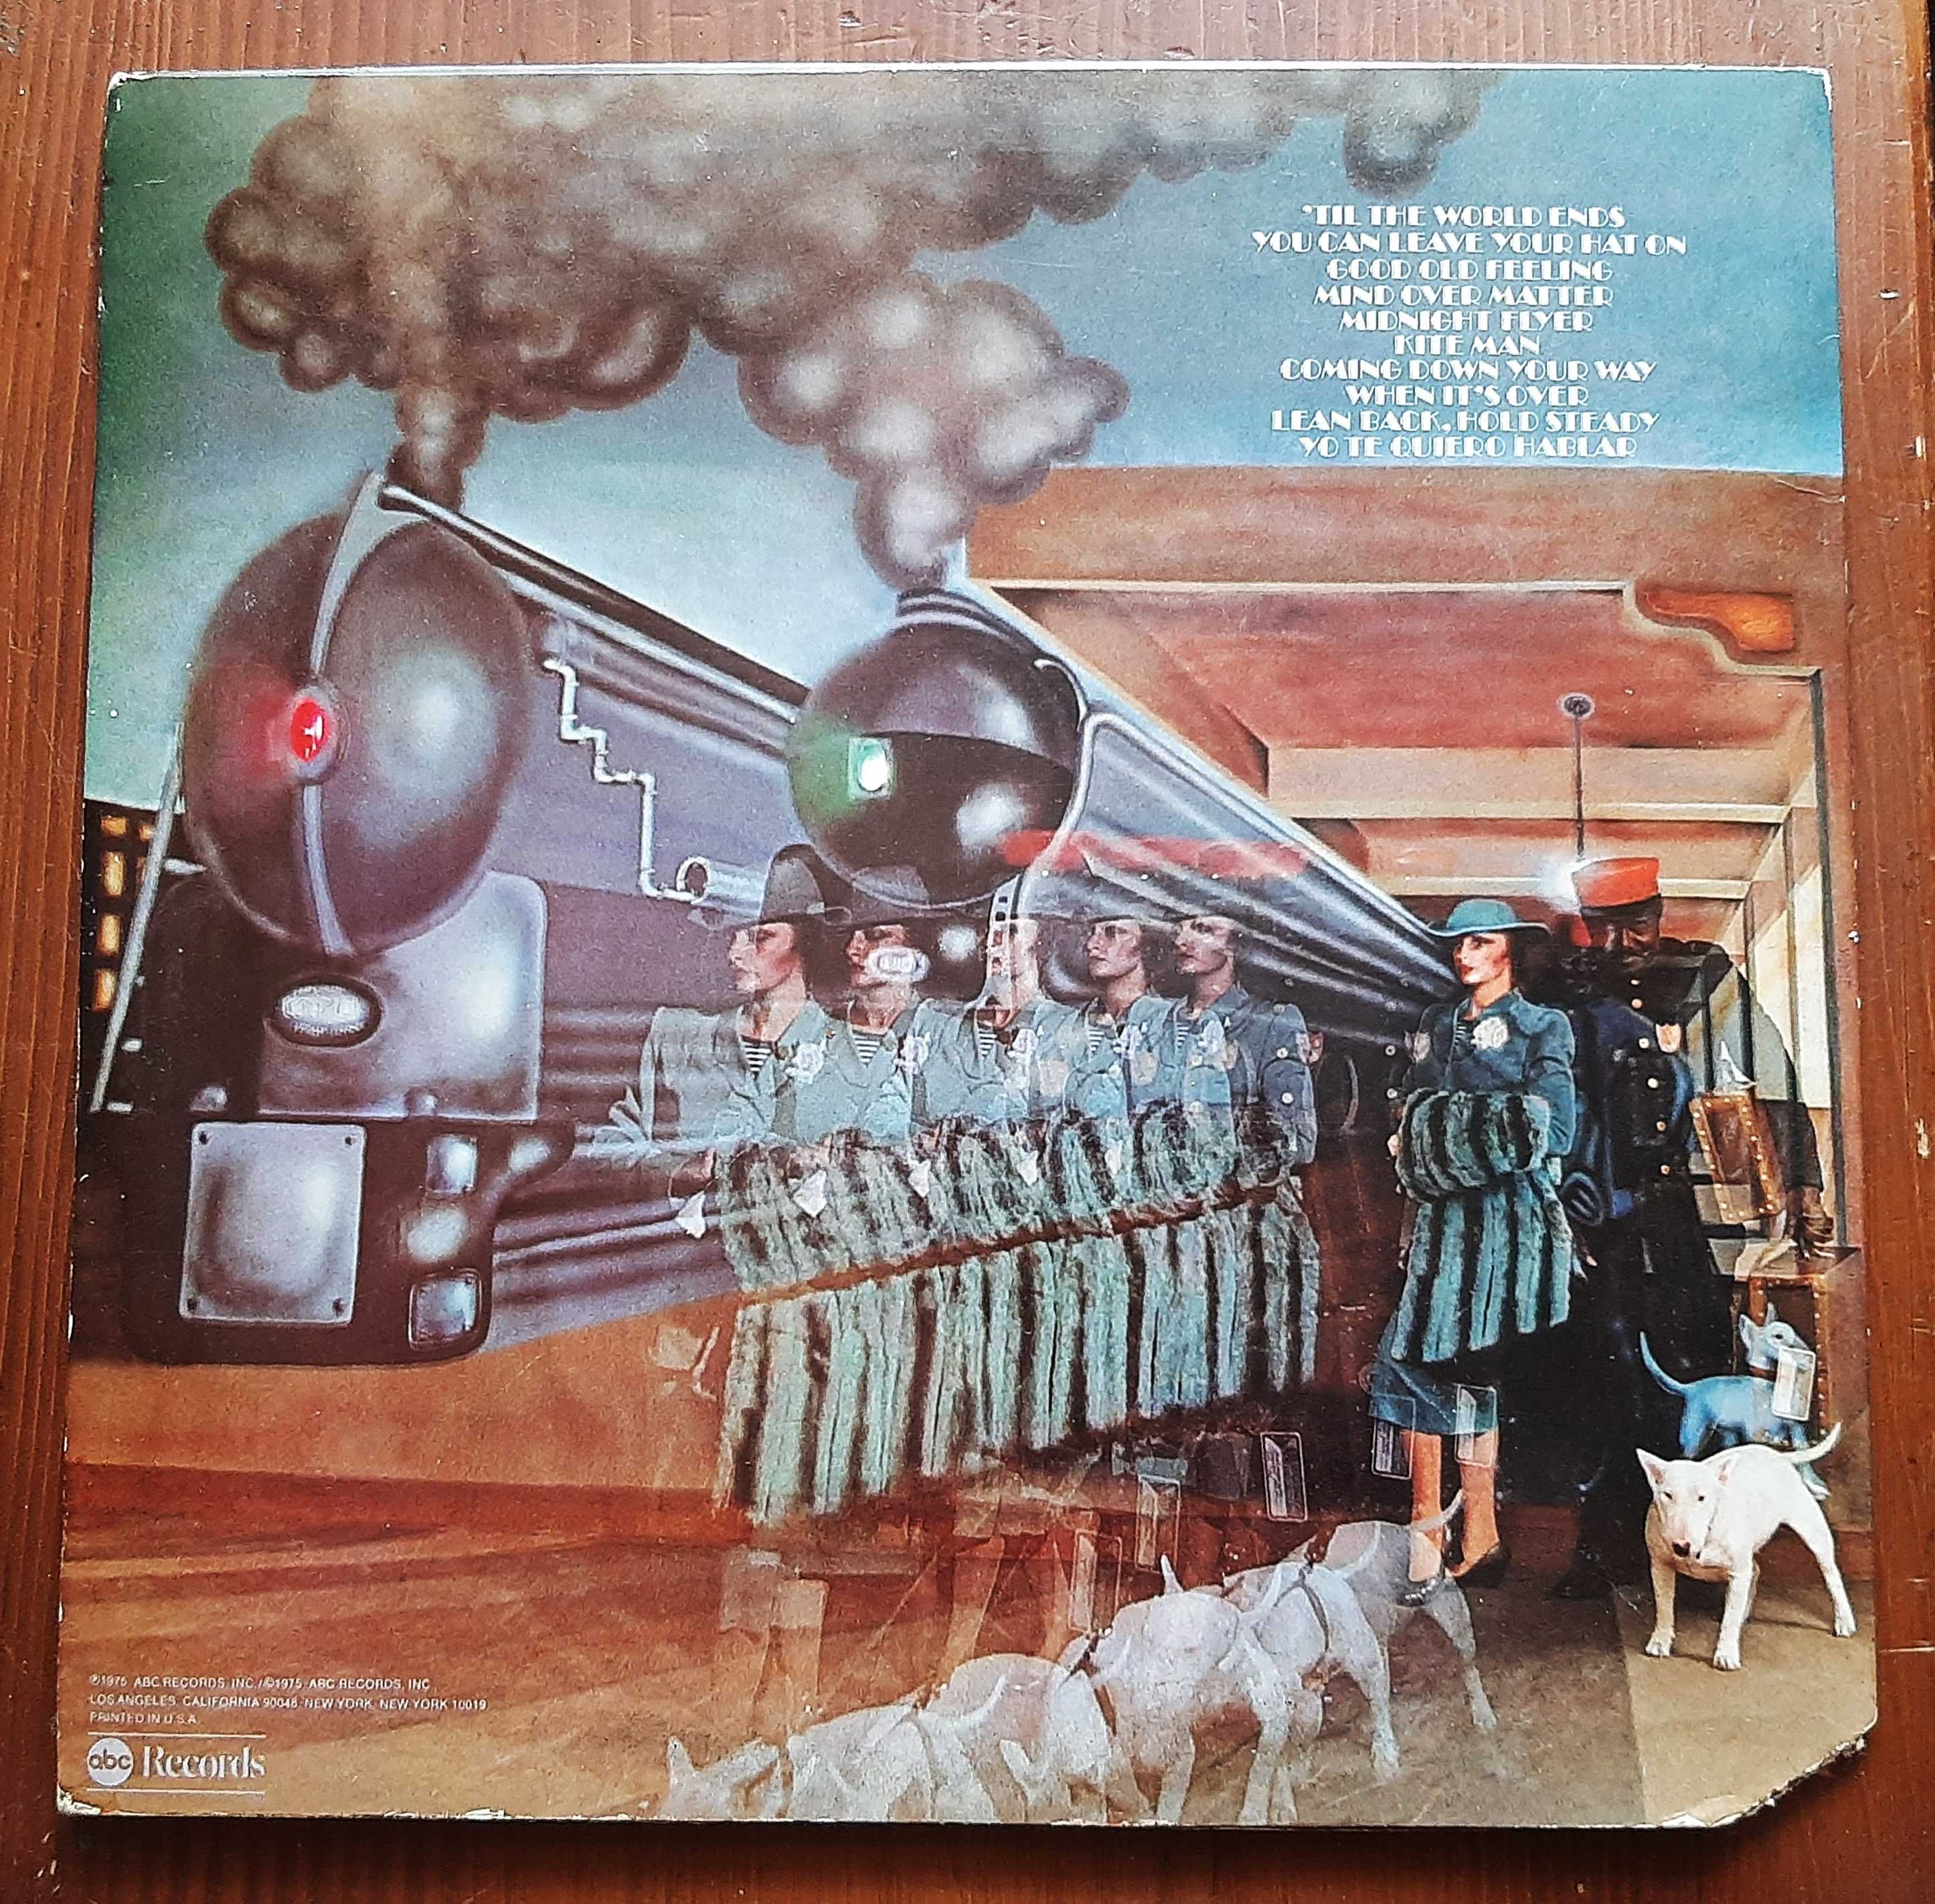 'TIL THE WORLD ENDS
YOU CAN LEAVE YOUR HAT ON
GOOD OLD FEELING
MIND OVER MATTER
MIDNIGHT FLYER
KITE MAN
COMING DOWN YOUR WAY
WHEN IT'S OVER
LEAN BACK, HOLD STEADY
YO TE QUIERO HABLAR
℗1975 ABC RECORDS, INC./©1975 ABC RECORDS, INC.
LOS ANGELES, CALIFORNIA 90048. NEW YORK, NEW YORK 10019
PRINTED IN U.S.A.
abc Records